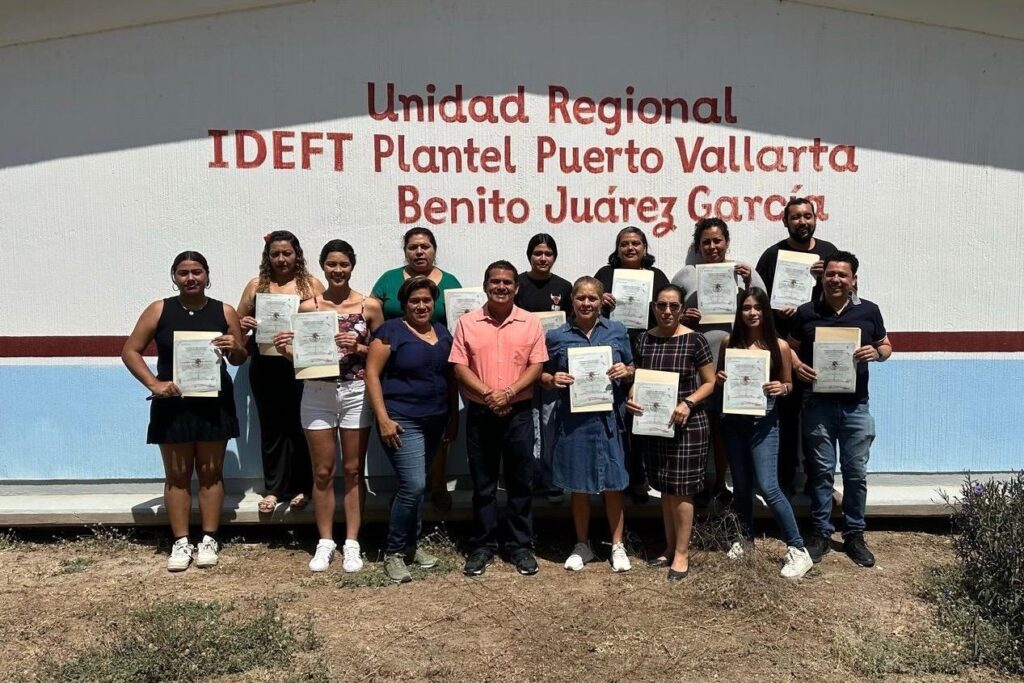 Unidad Regional
IDEFT Plantel Puerto Vallarta
Benito Juárez García